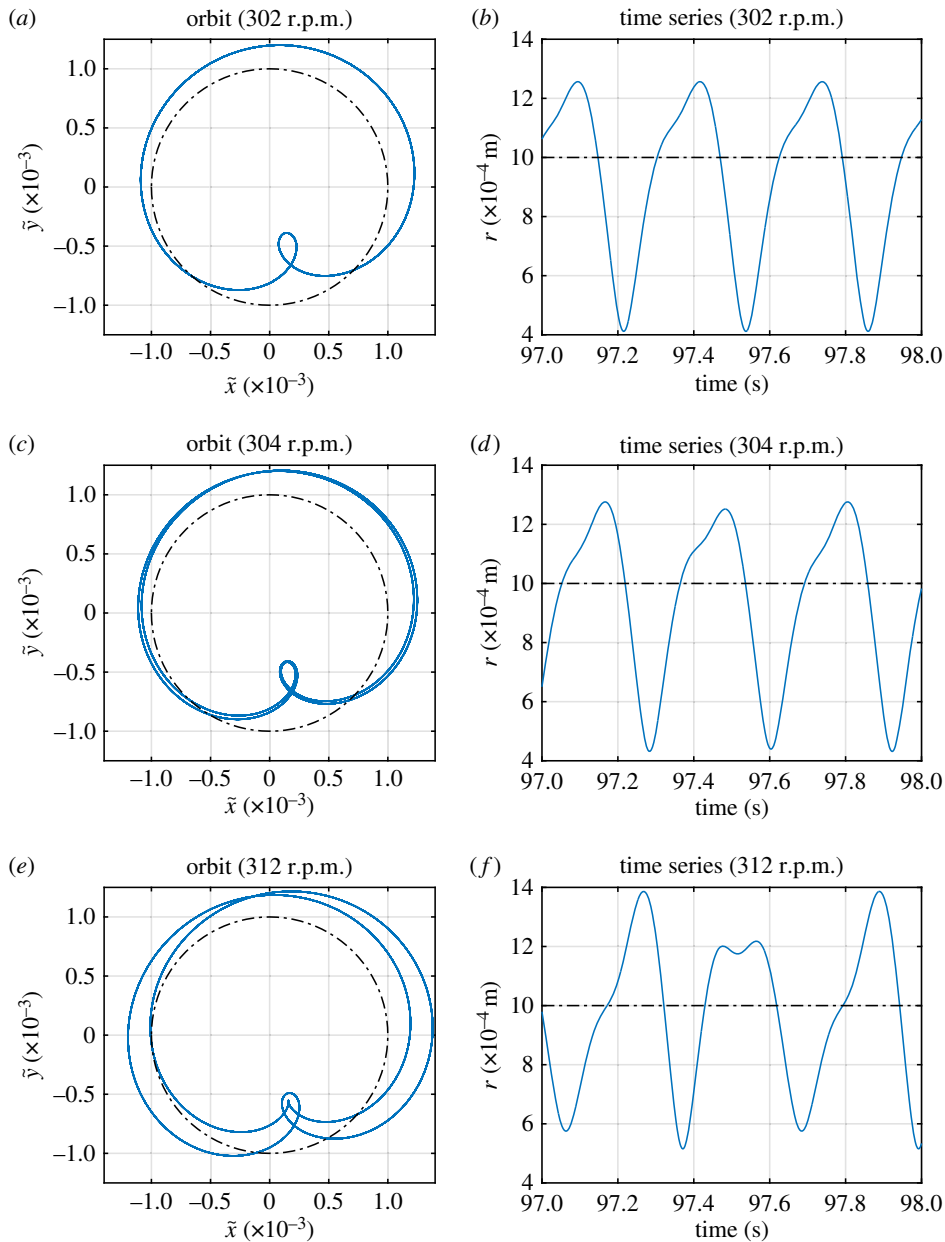 (a) orbit (302 r.p.m.)
1.0
0.5
0
−0.5
−1.0
ỹ (×10⁻³)
−1.0 −0.5 0 0.5 1.0
x̃ (×10⁻³)
(b) time series (302 r.p.m.)
14
12
10
8
6
4
r (×10⁻⁴ m)
97.0 97.2 97.4 97.6 97.8 98.0
time (s)
(c) orbit (304 r.p.m.)
1.0
0.5
0
−0.5
−1.0
ỹ (×10⁻³)
−1.0 −0.5 0 0.5 1.0
x̃ (×10⁻³)
(d) time series (304 r.p.m.)
14
12
10
8
6
4
r (×10⁻⁴ m)
97.0 97.2 97.4 97.6 97.8 98.0
time (s)
(e) orbit (312 r.p.m.)
1.0
0.5
0
−0.5
−1.0
ỹ (×10⁻³)
−1.0 −0.5 0 0.5 1.0
x̃ (×10⁻³)
(f) time series (312 r.p.m.)
14
12
10
8
6
4
r (×10⁻⁴ m)
97.0 97.2 97.4 97.6 97.8 98.0
time (s)